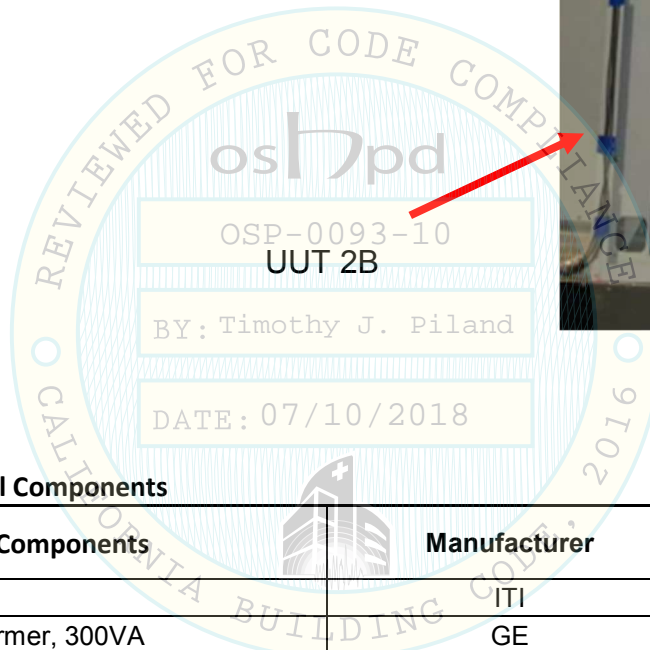 REVIEWED FOR CODE COMPLIANCE
oshpd
OSP-0093-10
UUT 2B
BY: Timothy J. Piland
DATE: 07/10/2018
CALIFORNIA BUILDING CODE, 2016
l Components
Components Manufacturer
ITI
rmer, 300VA GE